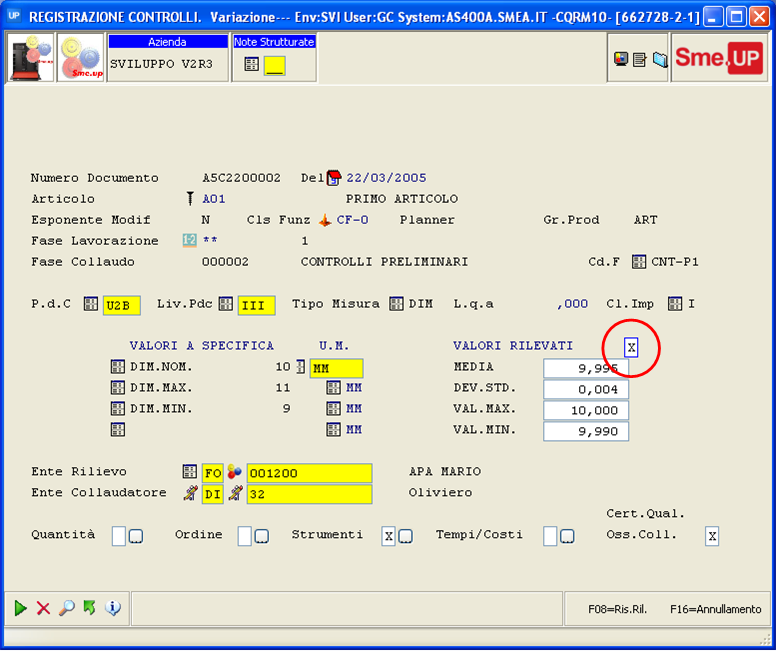 UP REGISTRAZIONE CONTROLLI. Variazione--- Env:SVI User:GC System:AS400A.SMEA.IT -CQRM10- [662728-2-1]
Azienda Note Strutturate
Sme.up SVILUPPO V2R3 Sme.UP
Numero Documento A5C2200002 Del 22/03/2005
Articolo A01 PRIMO ARTICOLO
Esponente Modif N Cls Funz CF-0 Planner Gr.Prod ART
Fase Lavorazione ** 1
Fase Collaudo 000002 CONTROLLI PRELIMINARI Cd.F CNT-P1
P.d.C U2B Liv.Pdc III Tipo Misura DIM L.q.a ,000 Cl.Imp I
VALORI A SPECIFICA U.M. VALORI RILEVATI X
DIM.NOM. 10 MM MEDIA 9,995
DIM.MAX. 11 MM DEV.STD. 0,004
DIM.MIN. 9 MM VAL.MAX. 10,000
MM VAL.MIN. 9,990
Ente Rilievo FO 001200 APA MARIO
Ente Collaudatore DI 32 Oliviero
Cert.Qual.
Quantità Ordine Strumenti X Tempi/Costi Oss.Coll. X
F08=Ris.Ril. F16=Annullamento